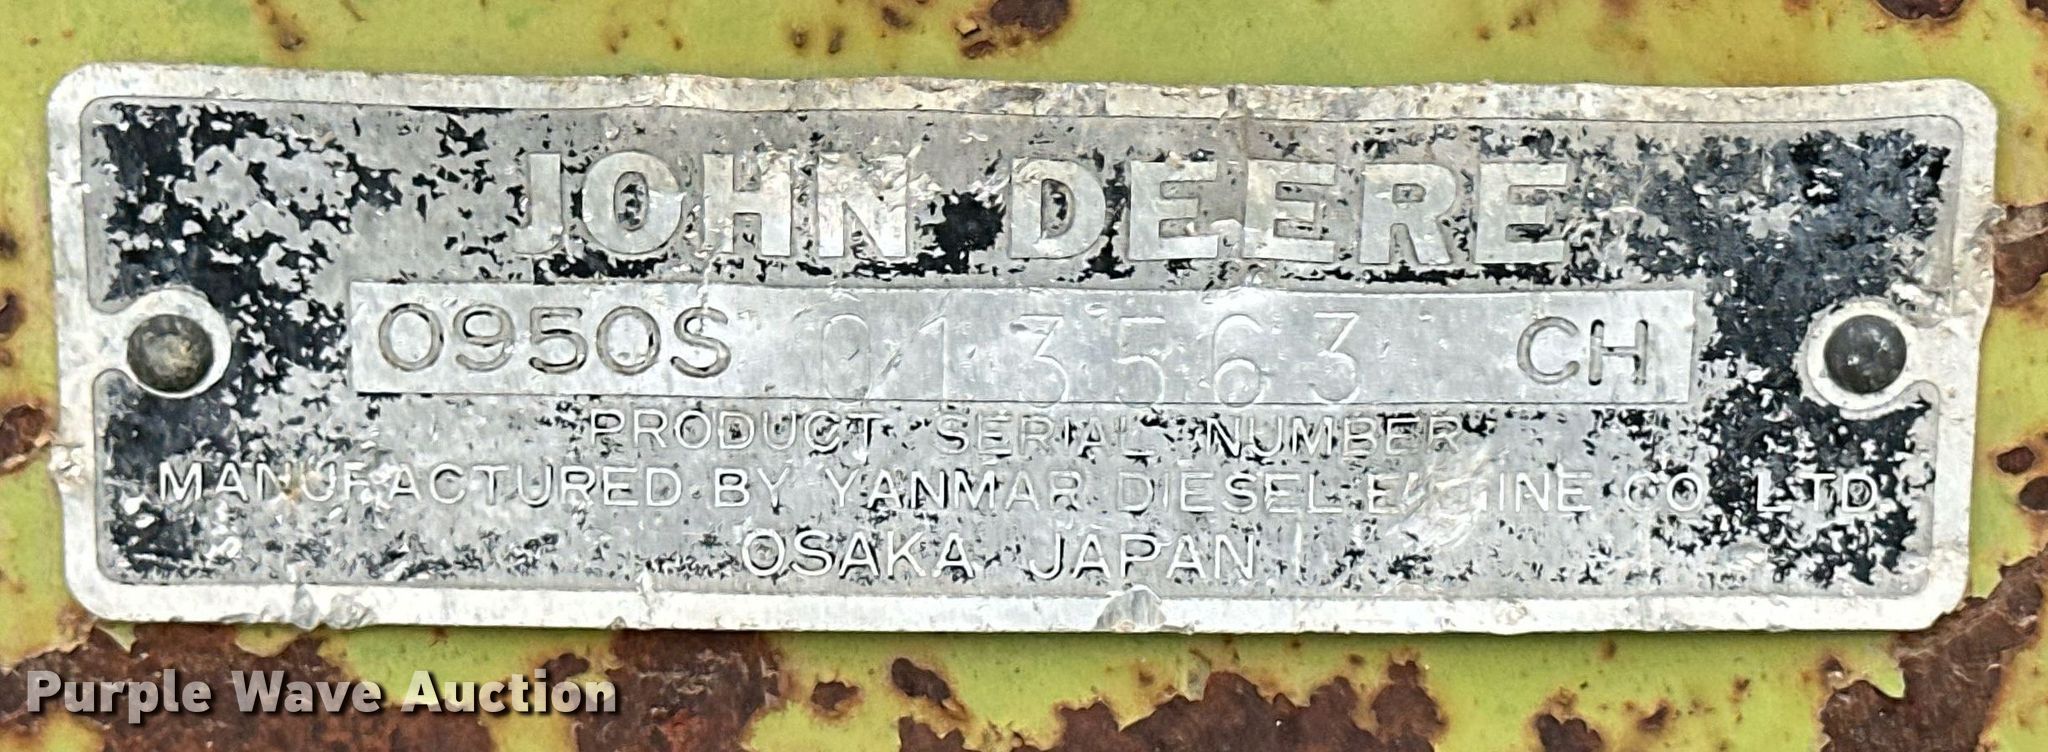 JOHN DEERE
0950S 013563 CH
PRODUCT SERIAL NUMBER
MANUFACTURED BY YANMAR DIESEL ENGINE CO LTD
OSAKA JAPAN
Purple Wave Auction